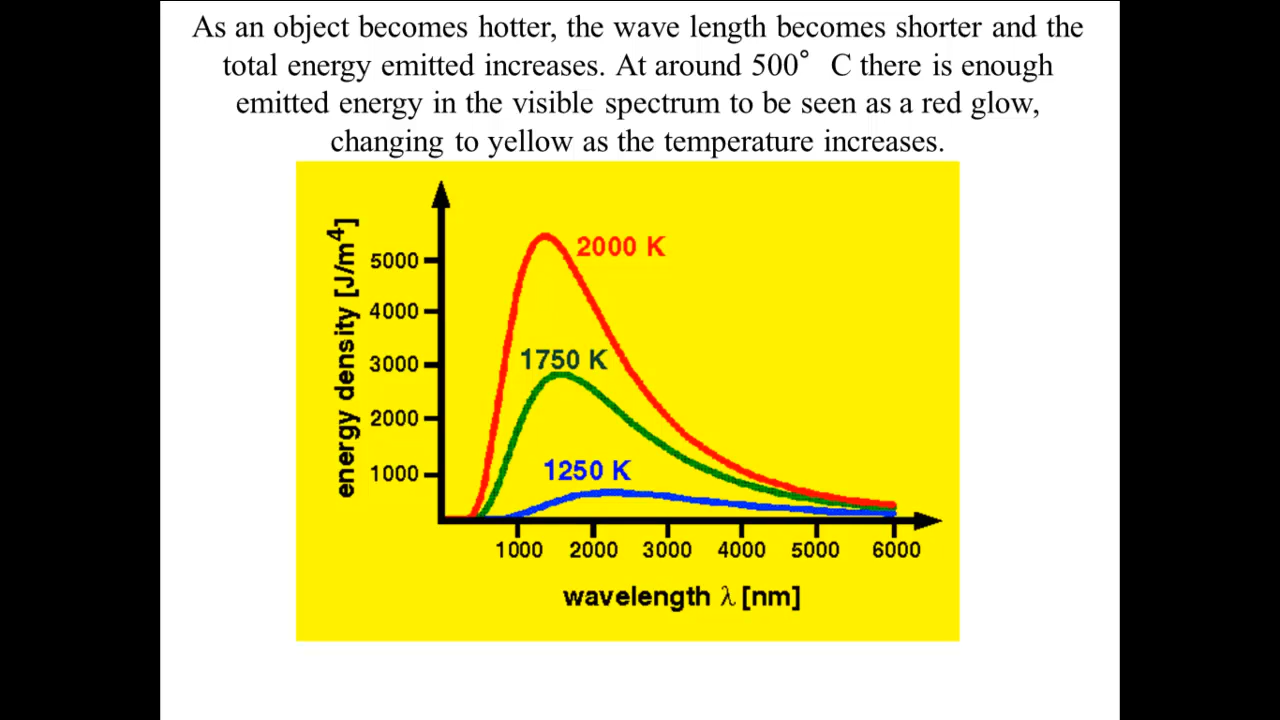 As an object becomes hotter, the wave length becomes shorter and the
total energy emitted increases. At around 500° C there is enough
emitted energy in the visible spectrum to be seen as a red glow,
changing to yellow as the temperature increases.
energy density [J/m⁴]
5000
4000
3000
2000
1000
2000 K
1750 K
1250 K
1000 2000 3000 4000 5000 6000
wavelength λ [nm]